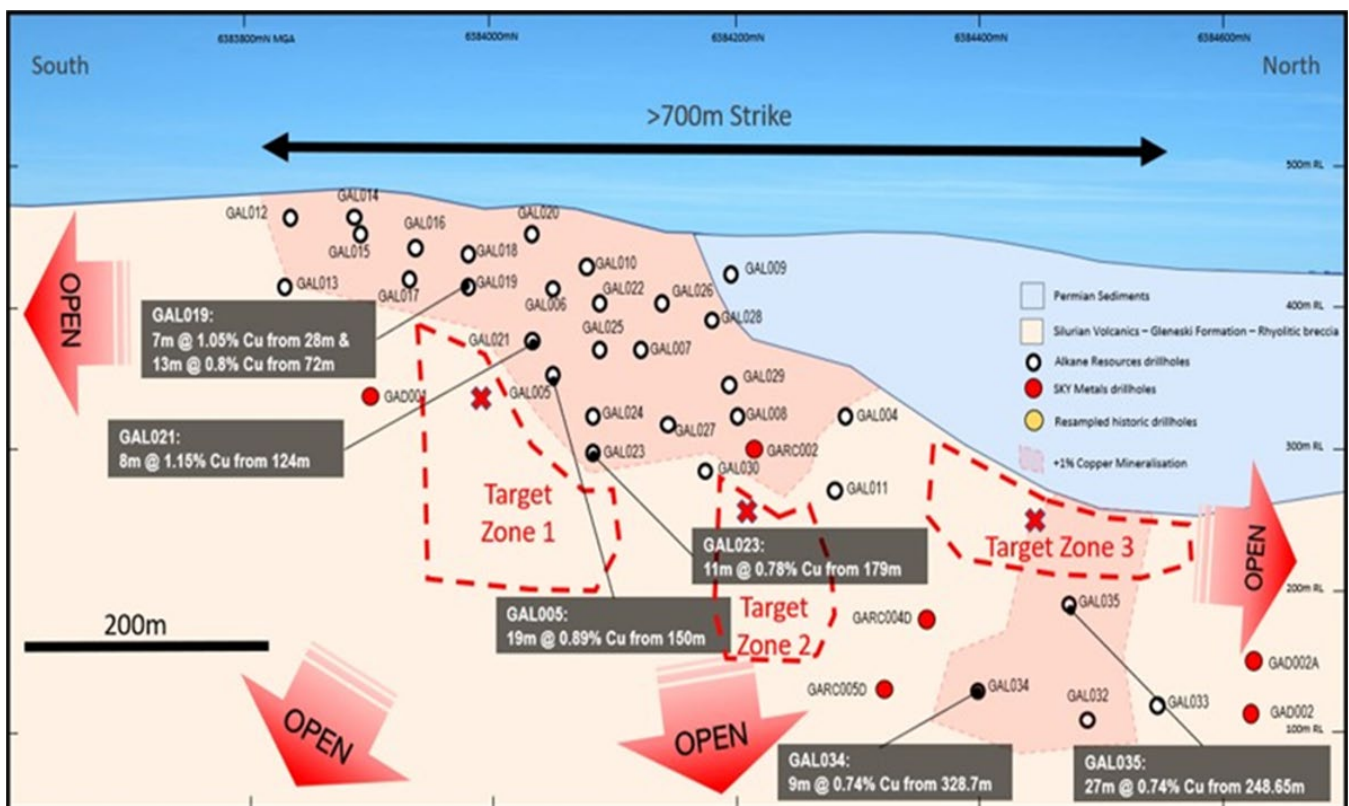 6383800mN MGA
6384000mN
6384200mN
6384400mN
6384600mN
South
North
>700m Strike
500m RL
GAL012
GAL014
GAL015
GAL016
GAL020
GAL018
GAL013
GAL017
GAL019
GAL006
GAL010
GAL022
GAL026
GAL009
GAL028
GAL025
GAL021
GAL007
GAL005
GAL029
GAL024
GAL027
GAL008
GAL004
GAL023
GAL030
GARC002
GAL011
GAD001
400m RL
Permian Sediments
Silurian Volcanics – Gleneski Formation – Rhyolitic breccia
Alkane Resources drillholes
SKY Metals drillholes
Resampled historic drillholes
+1% Copper Mineralisation
300m RL
OPEN
GAL019:
7m @ 1.05% Cu from 28m &
13m @ 0.8% Cu from 72m
GAL021:
8m @ 1.15% Cu from 124m
Target
Zone 1
GAL023:
11m @ 0.78% Cu from 179m
Target Zone 3
OPEN
GAL005:
19m @ 0.89% Cu from 150m
Target
Zone 2
200m RL
200m
GARC004D
GAL035
GARC005D
GAL034
GAL032
GAL033
GAD002A
GAD002
100m RL
OPEN
OPEN
GAL034:
9m @ 0.74% Cu from 328.7m
GAL035:
27m @ 0.74% Cu from 248.65m